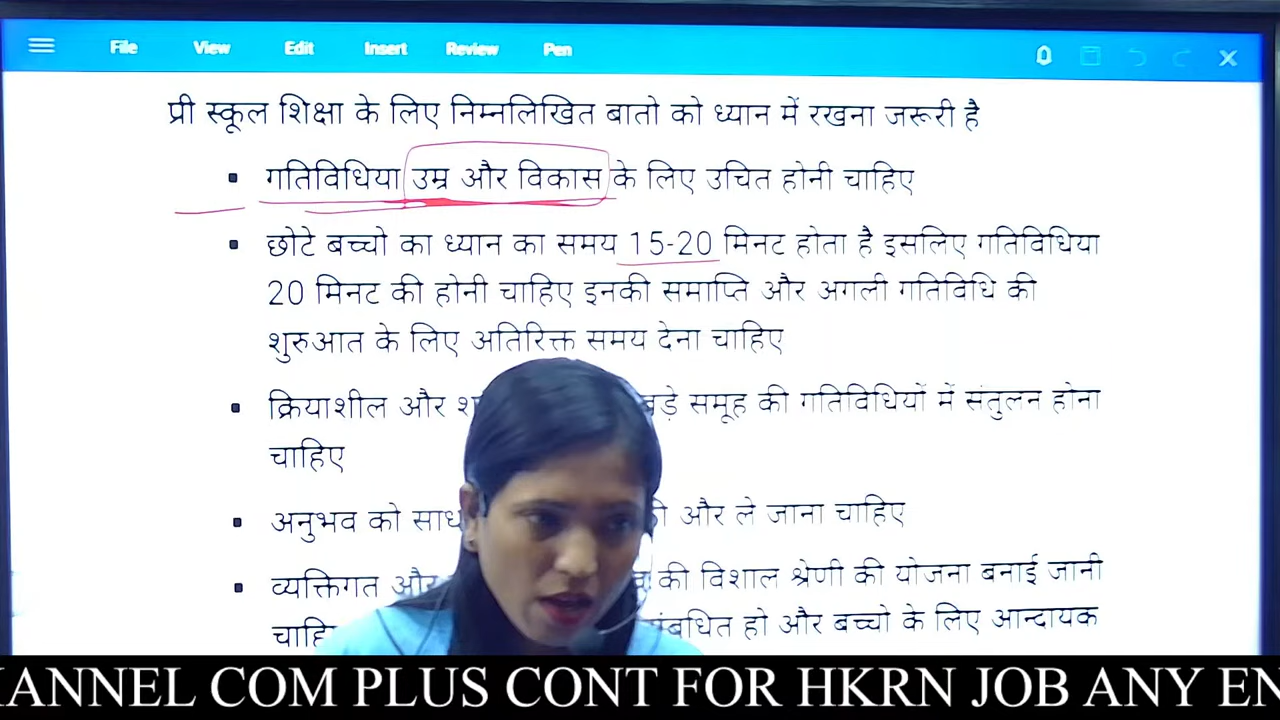 File View Edit Insert Review Pen
प्री स्कूल शिक्षा के लिए निम्नलिखित बातो को ध्यान में रखना जरूरी है
गतिविधिया उम्र और विकास के लिए उचित होनी चाहिए
छोटे बच्चो का ध्यान का समय 15-20 मिनट होता है इसलिए गतिविधिया
20 मिनट की होनी चाहिए इनकी समाप्ति और अगली गतिविधि की
शुरुआत के लिए अतिरिक्त समय देना चाहिए
क्रियाशील और बड़े समूह की गतिविधियों में संतुलन होना
चाहिए
अनुभव को और ले जाना चाहिए
व्यक्तिगत और की विशाल श्रेणी की योजना बनाई जानी
हो और बच्चो के लिए आन्दायक
COM PLUS CONT FOR HKRN JOB ANY